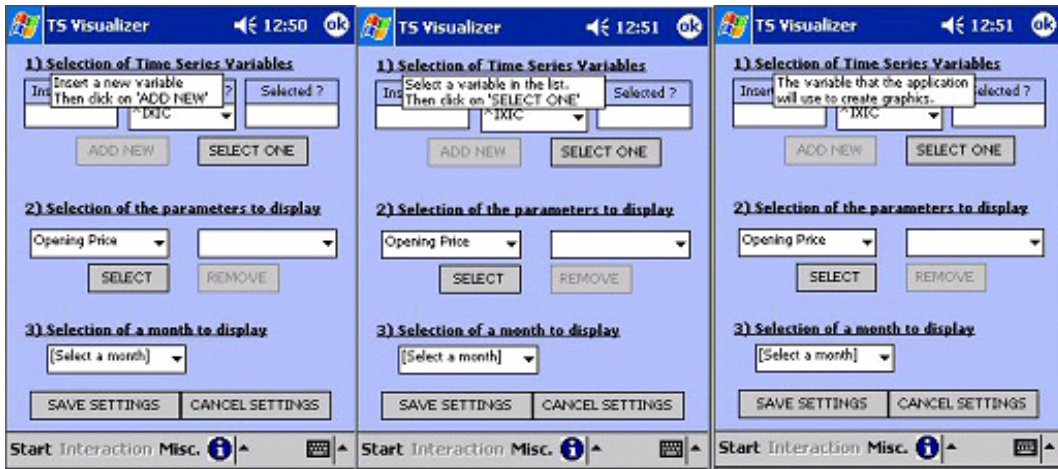 TS Visualizer 12:50 ok
1) Selection of Time Series Variables
Insert a new variable
Then click on 'ADD NEW'
Ins ? Selected ?
^IXIC
ADD NEW SELECT ONE
2) Selection of the parameters to display
Opening Price
SELECT REMOVE
3) Selection of a month to display
[Select a month]
SAVE SETTINGS CANCEL SETTINGS
Start Interaction Misc.
TS Visualizer 12:51 ok
1) Selection of Time Series Variables
Select a variable in the list.
Then click on 'SELECT ONE'
Ins Selected ?
^IXIC
ADD NEW SELECT ONE
2) Selection of the parameters to display
Opening Price
SELECT REMOVE
3) Selection of a month to display
[Select a month]
SAVE SETTINGS CANCEL SETTINGS
Start Interaction Misc.
TS Visualizer 12:51 ok
1) Selection of Time Series Variables
The variable that the application
will use to create graphics.
Inser elected ?
^IXIC
ADD NEW SELECT ONE
2) Selection of the parameters to display
Opening Price
SELECT REMOVE
3) Selection of a month to display
[Select a month]
SAVE SETTINGS CANCEL SETTINGS
Start Interaction Misc.